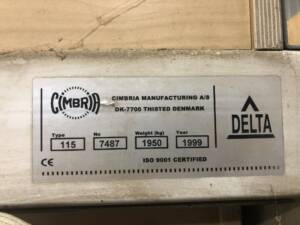 CIMBRIA
CIMBRIA MANUFACTURING A/S
DK-7700 THISTED DENMARK
Type No Weight (kg) Year
115 7487 1950 1999
CE ISO 9001 CERTIFIED
DELTA